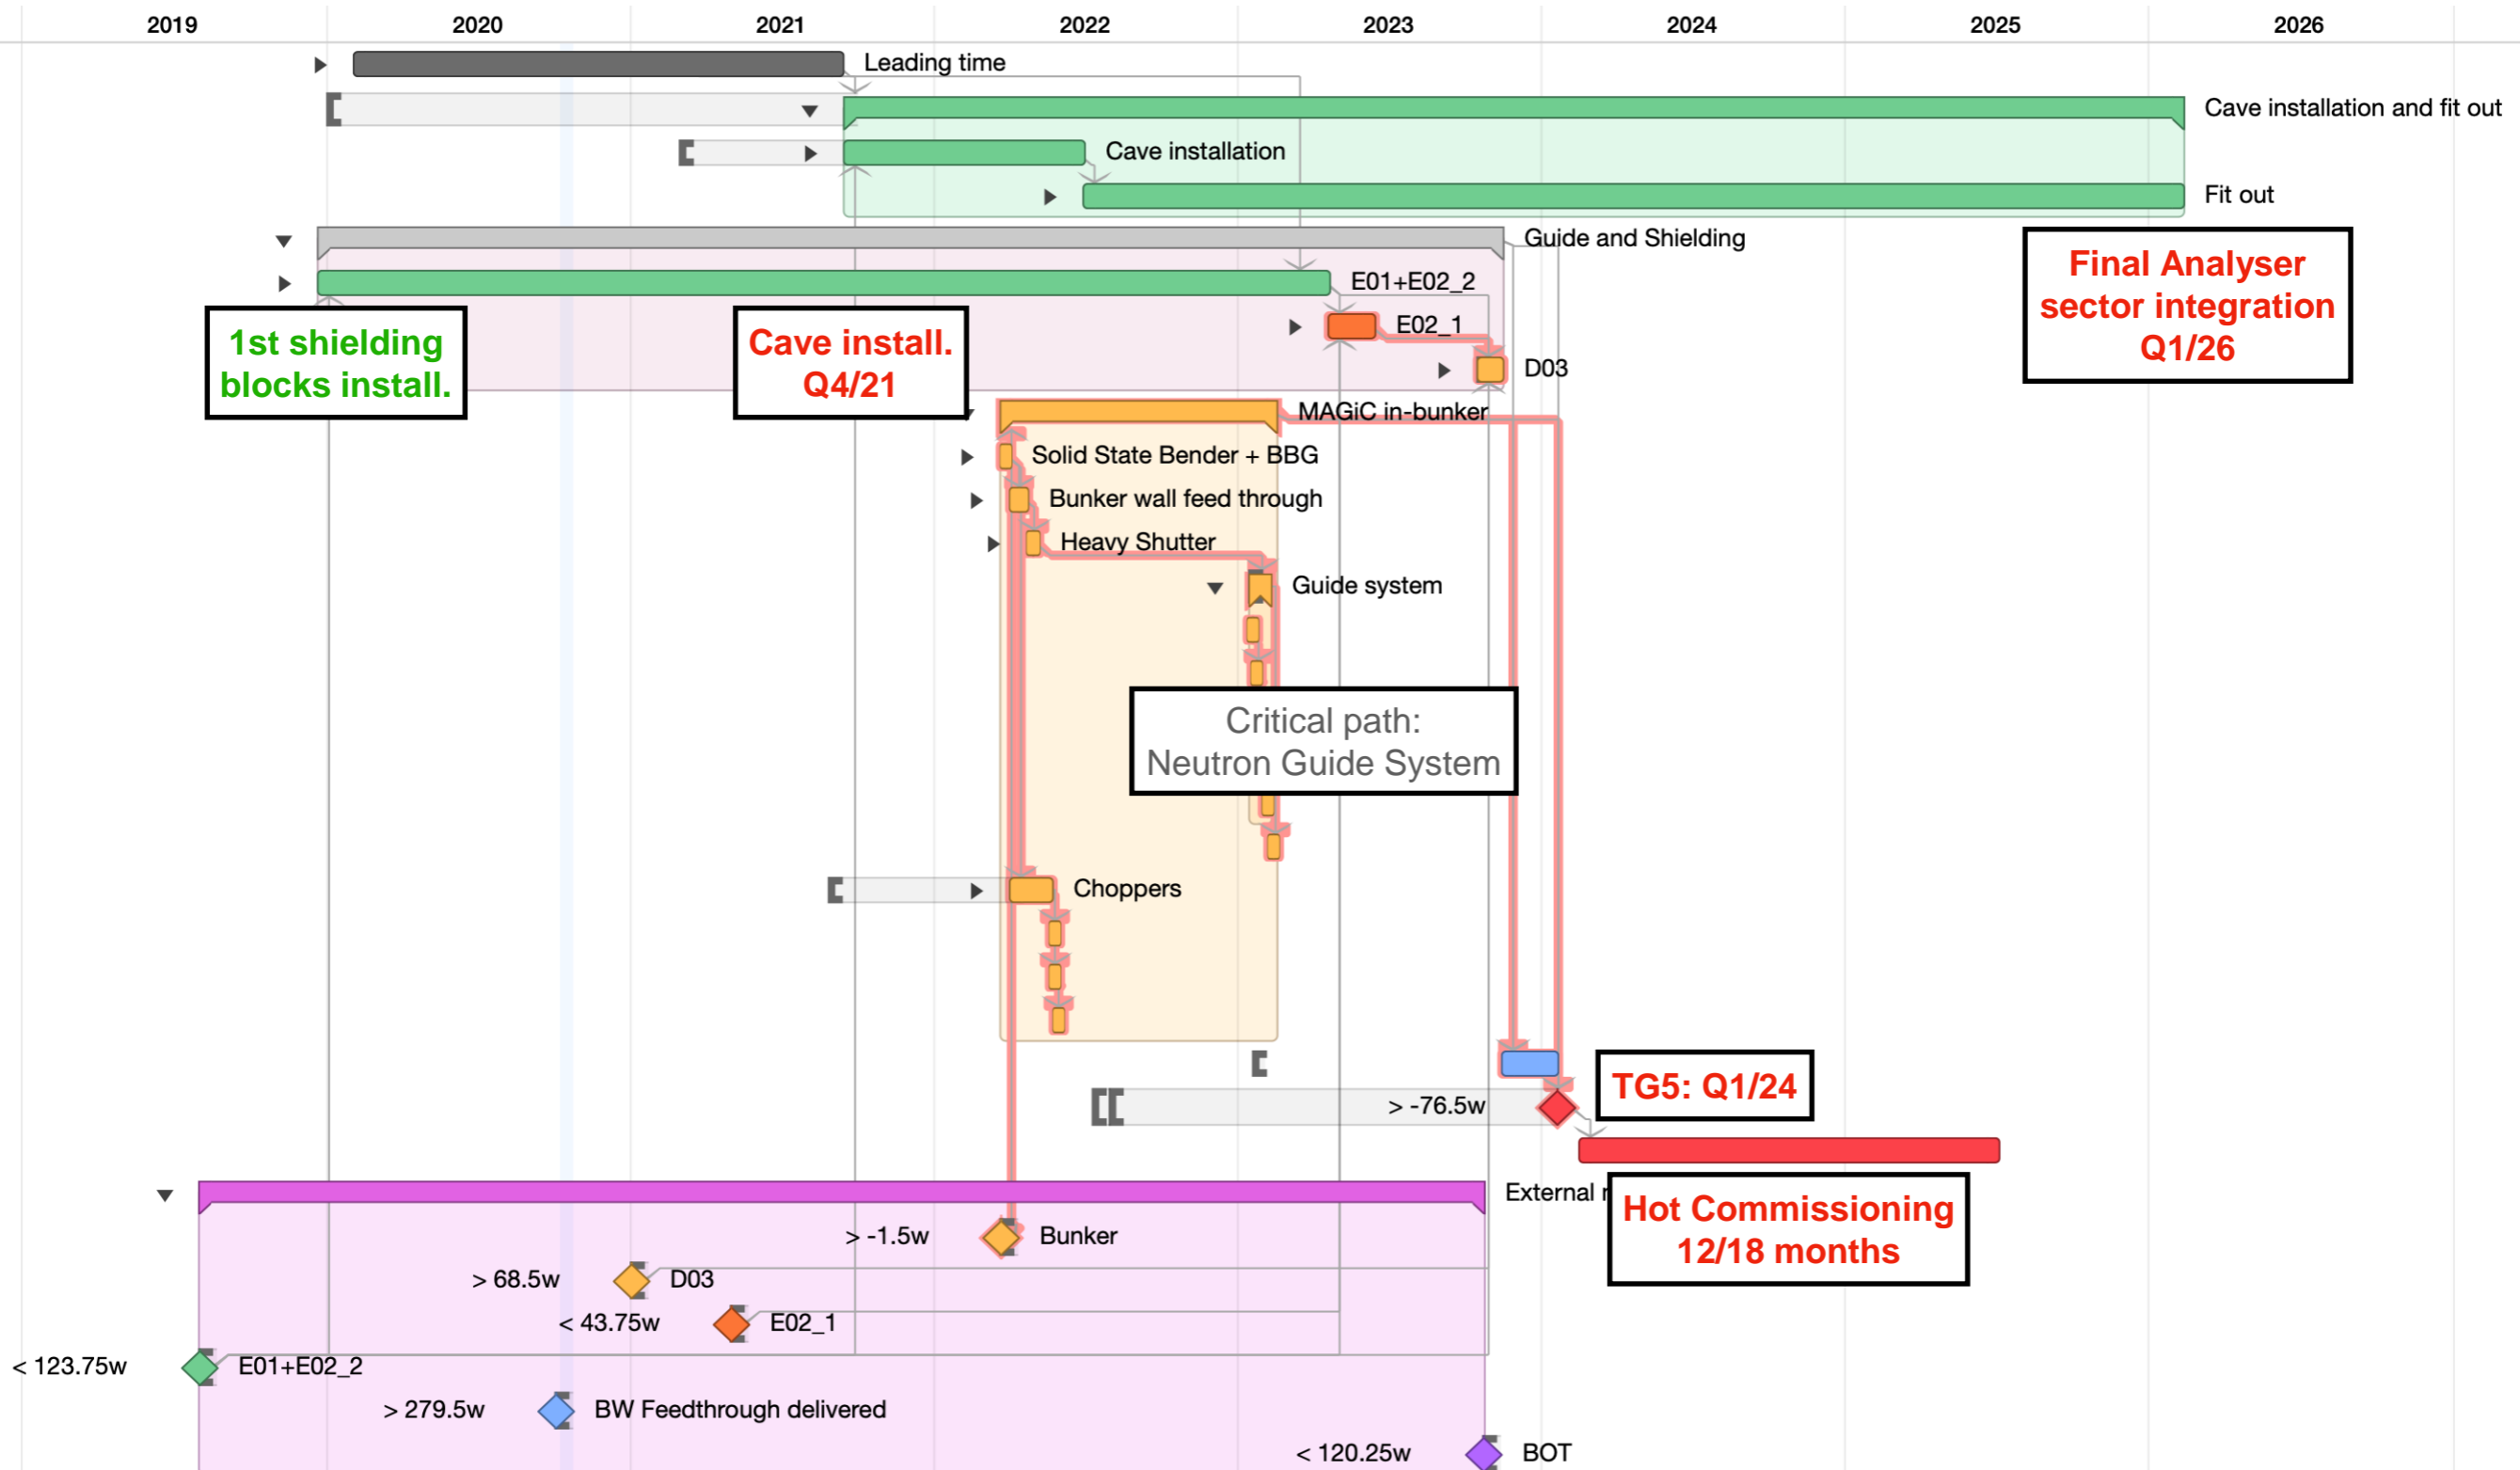 2019 2020 2021 2022 2023 2024 2025 2026
Leading time
Cave installation and fit out
Cave installation
Fit out
Guide and Shielding
E01+E02_2
E02_1
D03
1st shielding
blocks install.
Cave install.
Q4/21
Final Analyser
sector integration
Q1/26
MAGiC in-bunker
Solid State Bender + BBG
Bunker wall feed through
Heavy Shutter
Guide system
Critical path:
Neutron Guide System
Choppers
> -76.5w
TG5: Q1/24
External
Hot Commissioning
12/18 months
> -1.5w Bunker
> 68.5w D03
< 43.75w E02_1
< 123.75w E01+E02_2
> 279.5w BW Feedthrough delivered
< 120.25w BOT